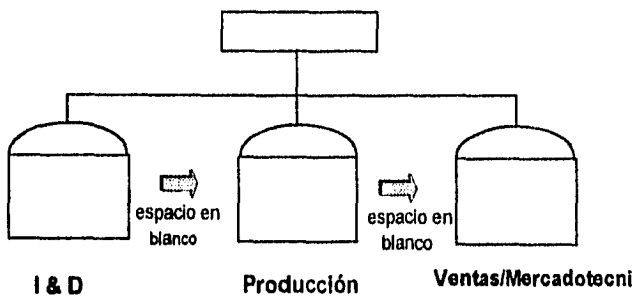 espacio en
blanco
espacio en
blanco
I & D
Producción
Ventas/Mercadotecni